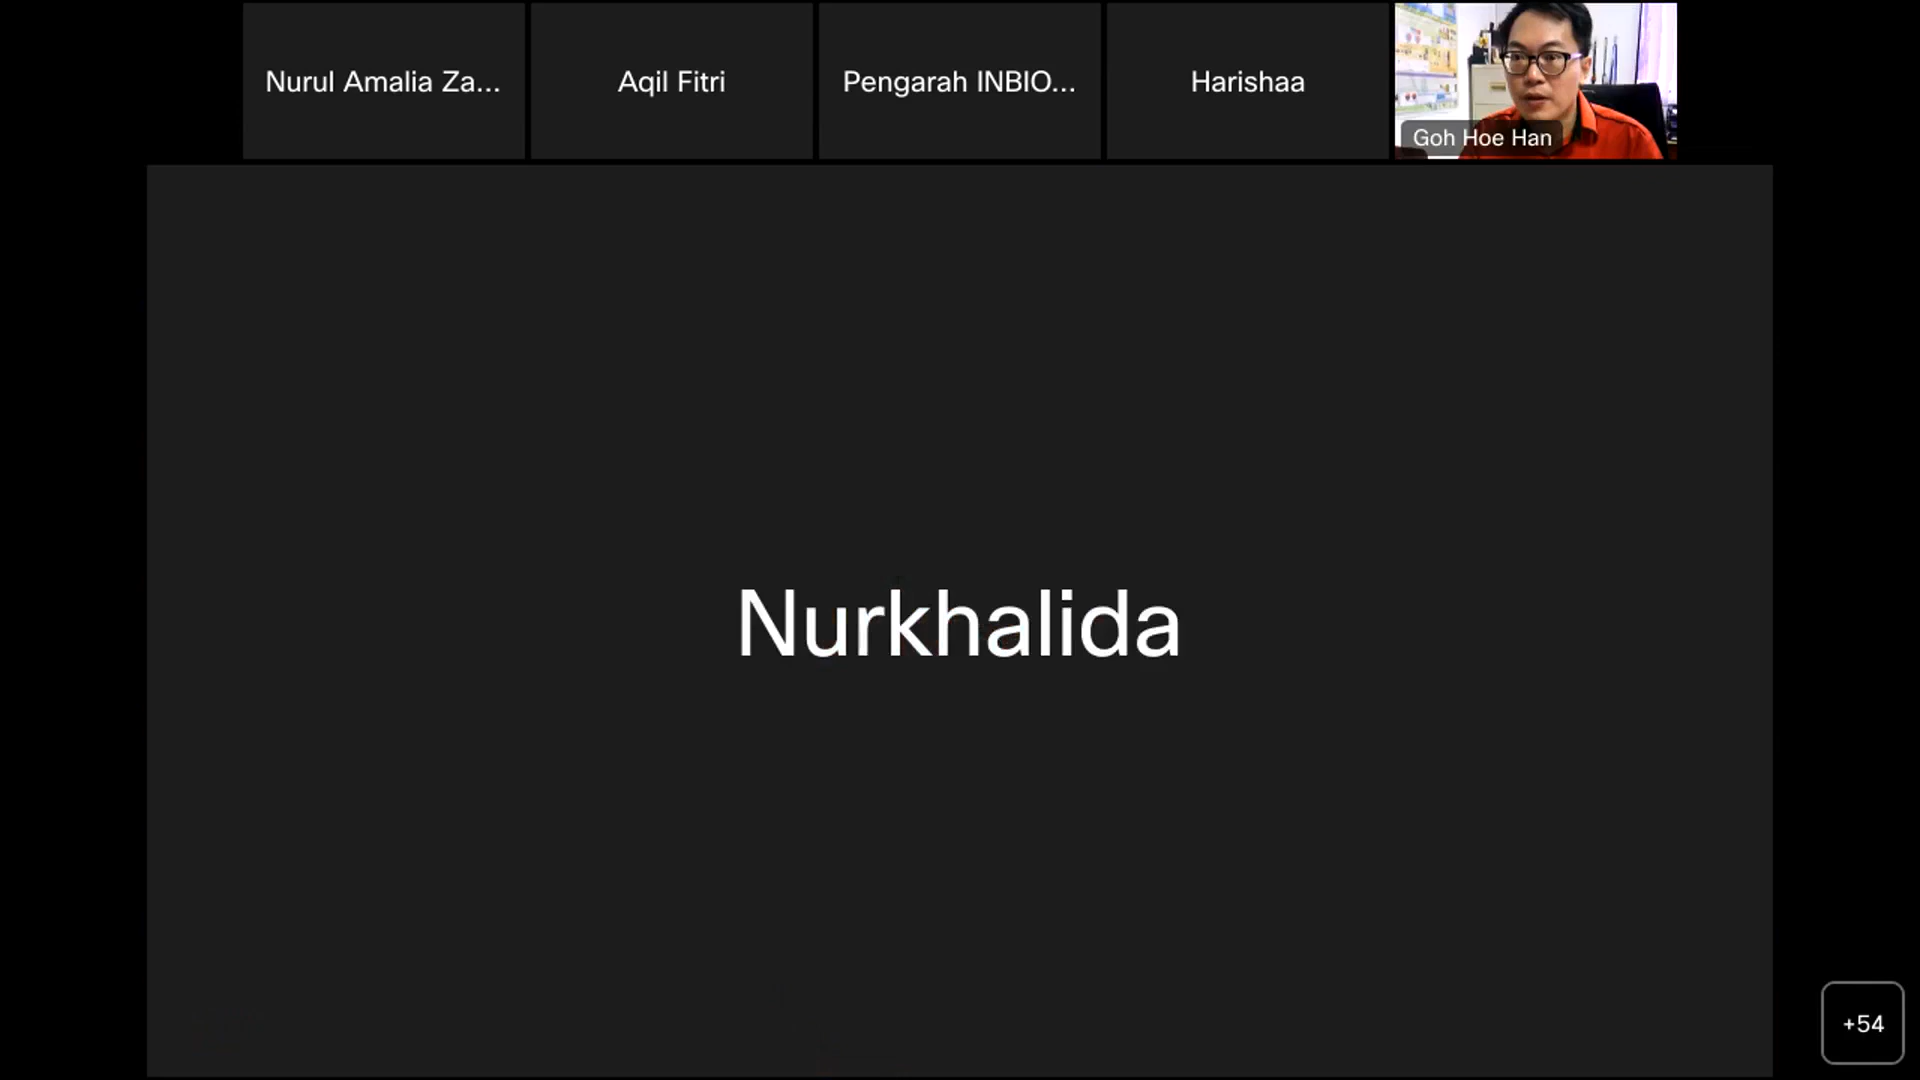 Nurul Amalia Za...
Aqil Fitri
Pengarah INBIO...
Harishaa
Goh Hoe Han
Nurkhalida
+54